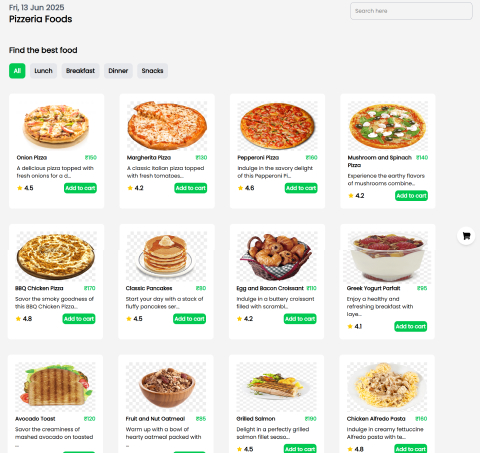 Fri, 13 Jun 2025
Pizzeria Foods
Search here
Find the best food
All
Lunch
Breakfast
Dinner
Snacks
Onion Pizza ₹150
A delicious pizza topped with
fresh onions for a d...
4.5
Add to cart
Margherita Pizza ₹130
A classic Italian pizza topped
with fresh tomatoes...
4.2
Add to cart
Pepperoni Pizza ₹160
Indulge in the savory delight
of this Pepperoni Pi...
4.6
Add to cart
Mushroom and Spinach ₹140
Pizza
Experience the earthy flavors
of mushrooms combine...
4.2
Add to cart
BBQ Chicken Pizza ₹170
Savor the smoky goodness of
this BBQ Chicken Pizza...
4.8
Add to cart
Classic Pancakes ₹90
Start your day with a stack of
fluffy pancakes ser...
4.5
Add to cart
Egg and Bacon Croissant ₹110
Indulge in a buttery croissant
filled with scrambl...
4.2
Add to cart
Greek Yogurt Parfait ₹95
Enjoy a healthy and
refreshing breakfast with
laye...
4.1
Add to cart
Avocado Toast ₹120
Savor the creaminess of
mashed avocado on toasted
...
Fruit and Nut Oatmeal ₹85
Warm up with a bowl of
hearty oatmeal packed with
...
Grilled Salmon ₹190
Delight in a perfectly grilled
salmon fillet seaso...
4.5
Add to cart
Chicken Alfredo Pasta ₹160
Indulge in creamy fettuccine
Alfredo pasta with te...
4.8
Add to cart